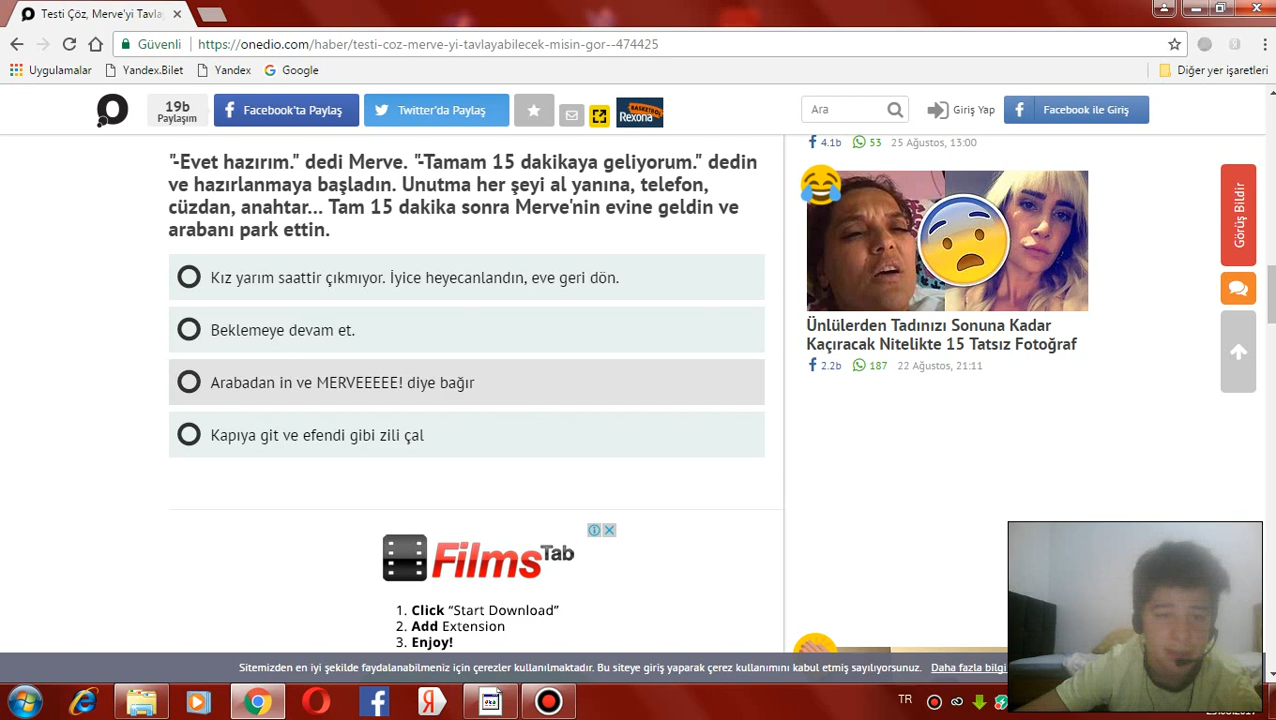 Testi Çöz, Merve'yi Tavla
Güvenli
https://onedio.com/haber/testi-coz-merve-yi-tavlayabilecek-misin-gor--474425
Uygulamalar
Yandex.Bilet
Yandex
Google
Diğer yer işaretleri
19b
Paylaşım
Facebook'ta Paylaş
Twitter'da Paylaş
BASKETBOL
Rexona
Ara
Giriş Yap
Facebook ile Giriş
"-Evet hazırım." dedi Merve. "-Tamam 15 dakikaya geliyorum." dedin
ve hazırlanmaya başladın. Unutma her şeyi al yanına, telefon,
cüzdan, anahtar... Tam 15 dakika sonra Merve'nin evine geldin ve
arabanı park ettin.
Kız yarım saattir çıkmıyor. İyice heyecanlandın, eve geri dön.
Beklemeye devam et.
Arabadan in ve MERVEEEEE! diye bağır
Kapıya git ve efendi gibi zili çal
4.1b 53 25 Ağustos, 13:00
Ünlülerden Tadınızı Sonuna Kadar
Kaçıracak Nitelikte 15 Tatsız Fotoğraf
2.2b 187 22 Ağustos, 21:11
Görüş Bildir
FilmsTab
1. Click “Start Download”
2. Add Extension
3. Enjoy!
Sitemizden en iyi şekilde faydalanabilmeniz için çerezler kullanılmaktadır. Bu siteye giriş yaparak çerez kullanımını kabul etmiş sayılıyorsunuz. Daha fazla bilgi
TR